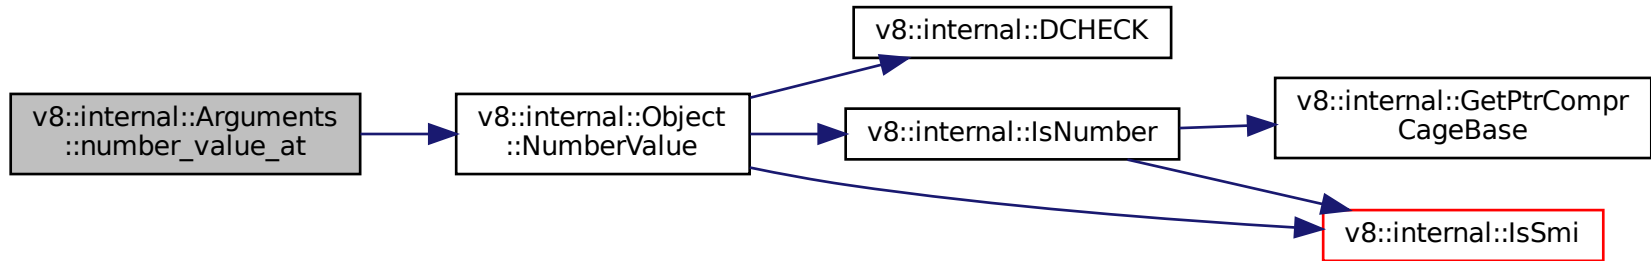 v8::internal::Arguments
::number_value_at
v8::internal::Object
::NumberValue
v8::internal::DCHECK
v8::internal::IsNumber
v8::internal::GetPtrCompr
CageBase
v8::internal::IsSmi